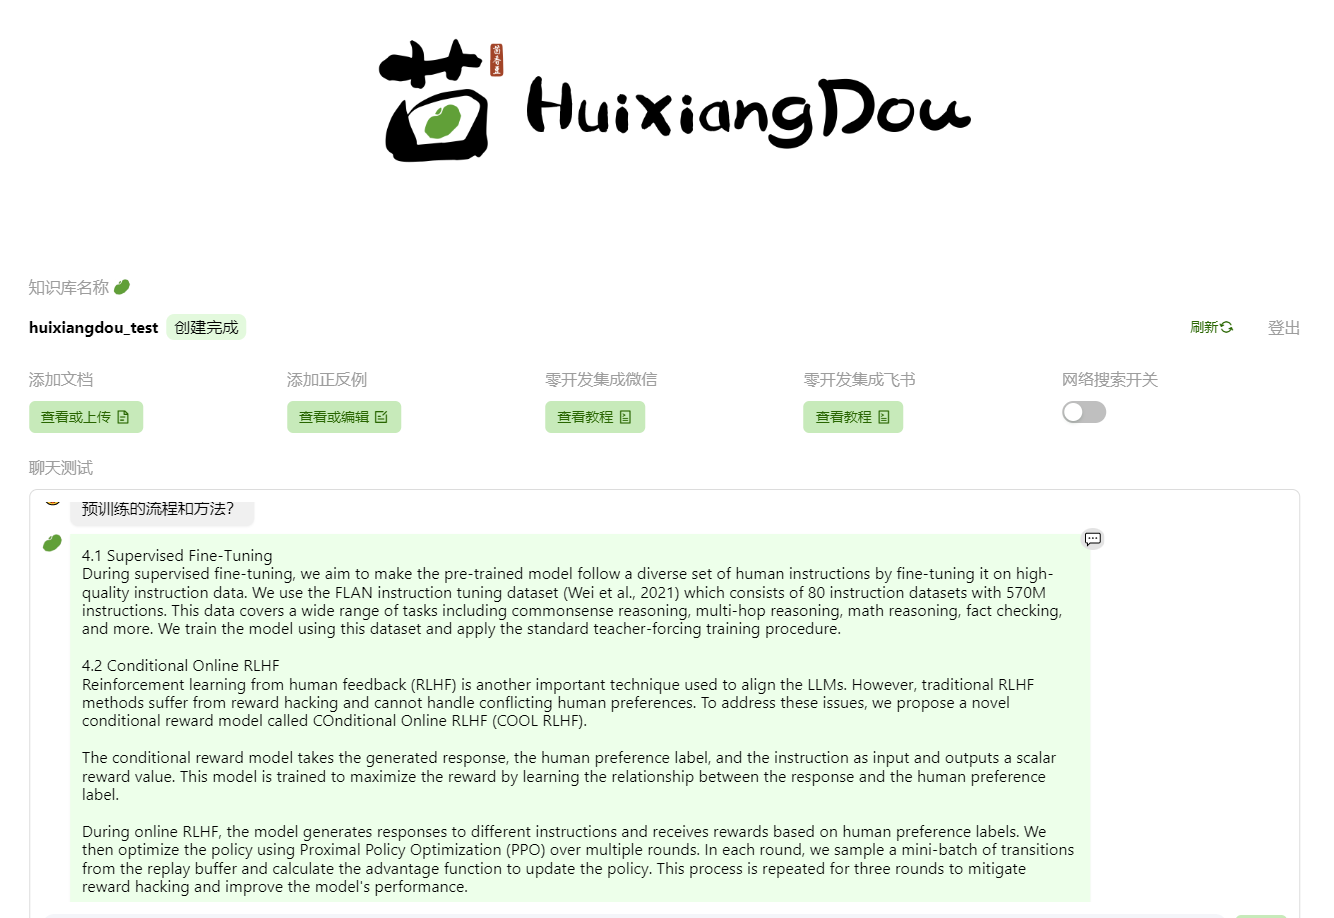 茴
茴香豆
HuixiangDou
知识库名称
huixiangdou_test 创建完成
刷新 登出
添加文档 添加正反例 零开发集成微信 零开发集成飞书 网络搜索开关
查看或上传 查看或编辑 查看教程 查看教程
聊天测试
预训练的流程和方法?
4.1 Supervised Fine-Tuning
During supervised fine-tuning, we aim to make the pre-trained model follow a diverse set of human instructions by fine-tuning it on high-
quality instruction data. We use the FLAN instruction tuning dataset (Wei et al., 2021) which consists of 80 instruction datasets with 570M
instructions. This data covers a wide range of tasks including commonsense reasoning, multi-hop reasoning, math reasoning, fact checking,
and more. We train the model using this dataset and apply the standard teacher-forcing training procedure.
4.2 Conditional Online RLHF
Reinforcement learning from human feedback (RLHF) is another important technique used to align the LLMs. However, traditional RLHF
methods suffer from reward hacking and cannot handle conflicting human preferences. To address these issues, we propose a novel
conditional reward model called COnditional Online RLHF (COOL RLHF).
The conditional reward model takes the generated response, the human preference label, and the instruction as input and outputs a scalar
reward value. This model is trained to maximize the reward by learning the relationship between the response and the human preference
label.
During online RLHF, the model generates responses to different instructions and receives rewards based on human preference labels. We
then optimize the policy using Proximal Policy Optimization (PPO) over multiple rounds. In each round, we sample a mini-batch of transitions
from the replay buffer and calculate the advantage function to update the policy. This process is repeated for three rounds to mitigate
reward hacking and improve the model's performance.